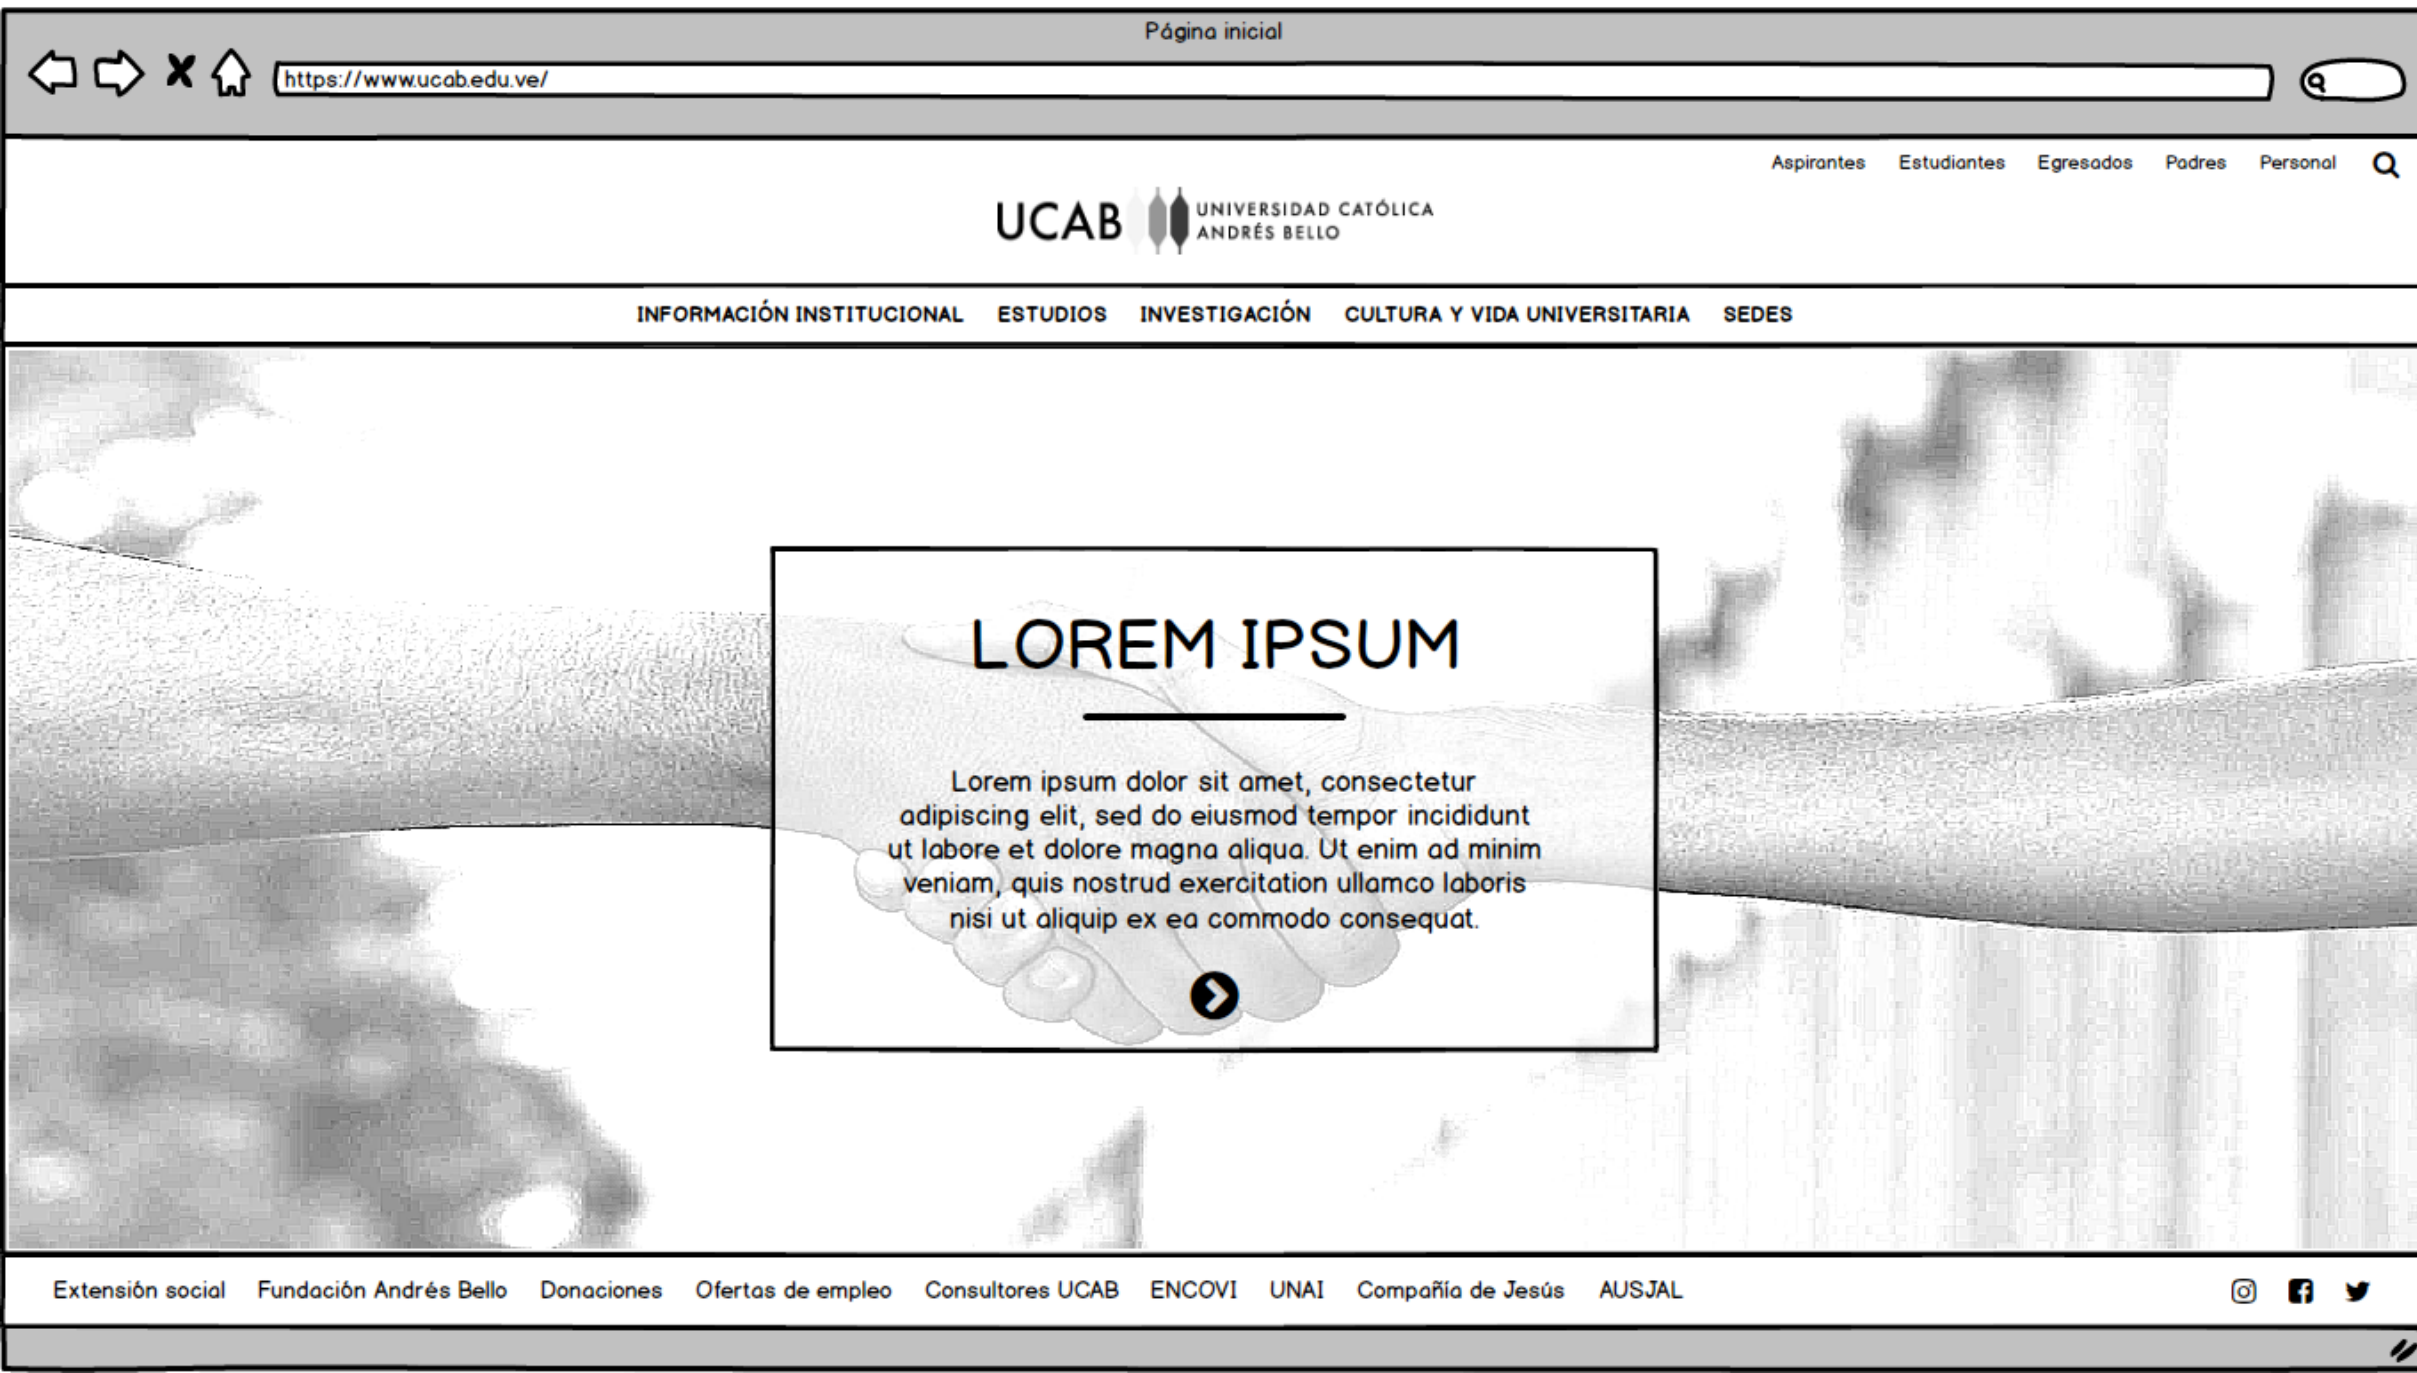 Página inicial
https://www.ucab.edu.ve/
Aspirantes Estudiantes Egresados Padres Personal
UCAB UNIVERSIDAD CATÓLICA
ANDRÉS BELLO
INFORMACIÓN INSTITUCIONAL ESTUDIOS INVESTIGACIÓN CULTURA Y VIDA UNIVERSITARIA SEDES
LOREM IPSUM
Lorem ipsum dolor sit amet, consectetur
adipiscing elit, sed do eiusmod tempor incididunt
ut labore et dolore magna aliqua. Ut enim ad minim
veniam, quis nostrud exercitation ullamco laboris
nisi ut aliquip ex ea commodo consequat.
Extensión social Fundación Andrés Bello Donaciones Ofertas de empleo Consultores UCAB ENCOVI UNAI Compañía de Jesús AUSJAL